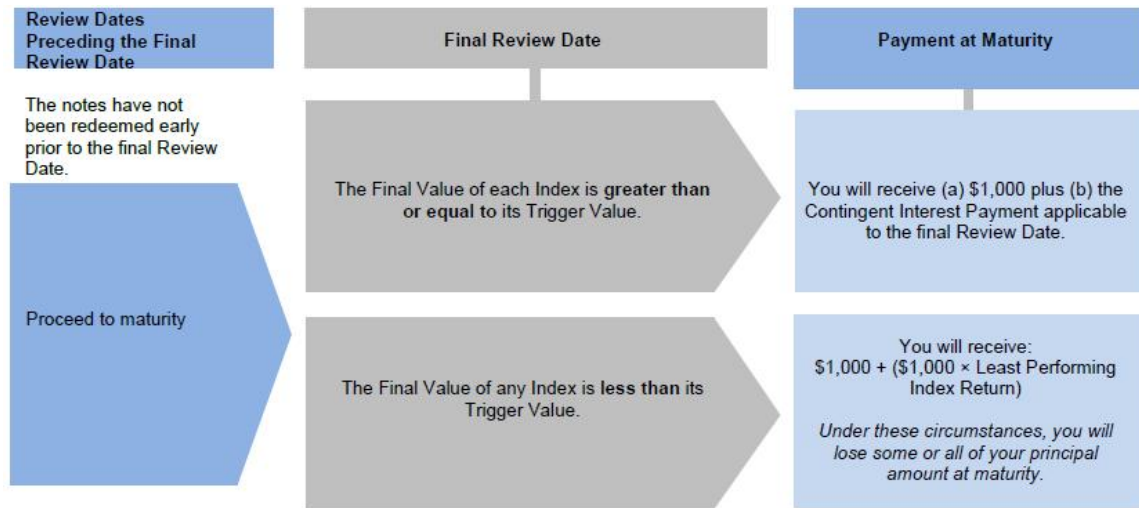 Review Dates
Preceding the Final
Review Date
Final Review Date
Payment at Maturity
The notes have not
been redeemed early
prior to the final Review
Date.
Proceed to maturity
The Final Value of each Index is greater than
or equal to its Trigger Value.
You will receive (a) $1,000 plus (b) the
Contingent Interest Payment applicable
to the final Review Date.
The Final Value of any Index is less than its
Trigger Value.
You will receive:
$1,000 + ($1,000 × Least Performing
Index Return)
Under these circumstances, you will
lose some or all of your principal
amount at maturity.